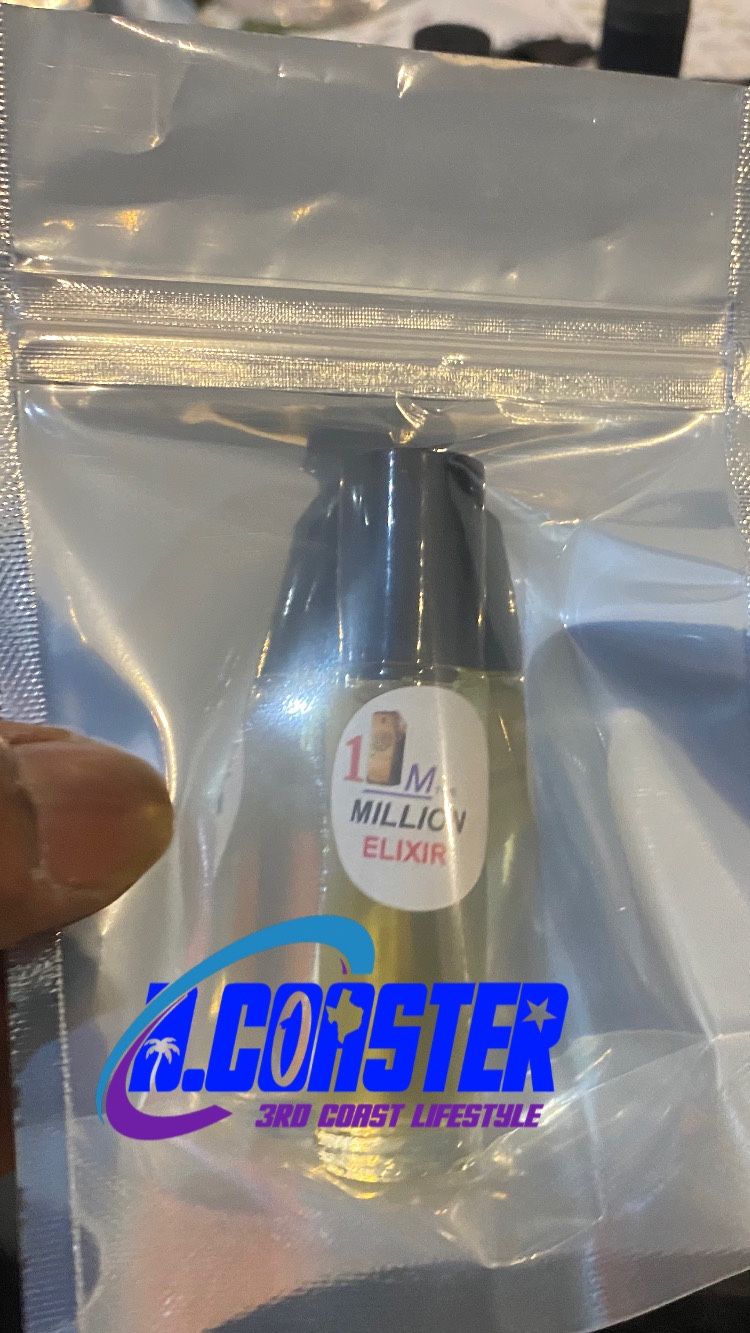 1 M
MILLION
ELIXIR
D.COASTER
3RD COAST LIFESTYLE